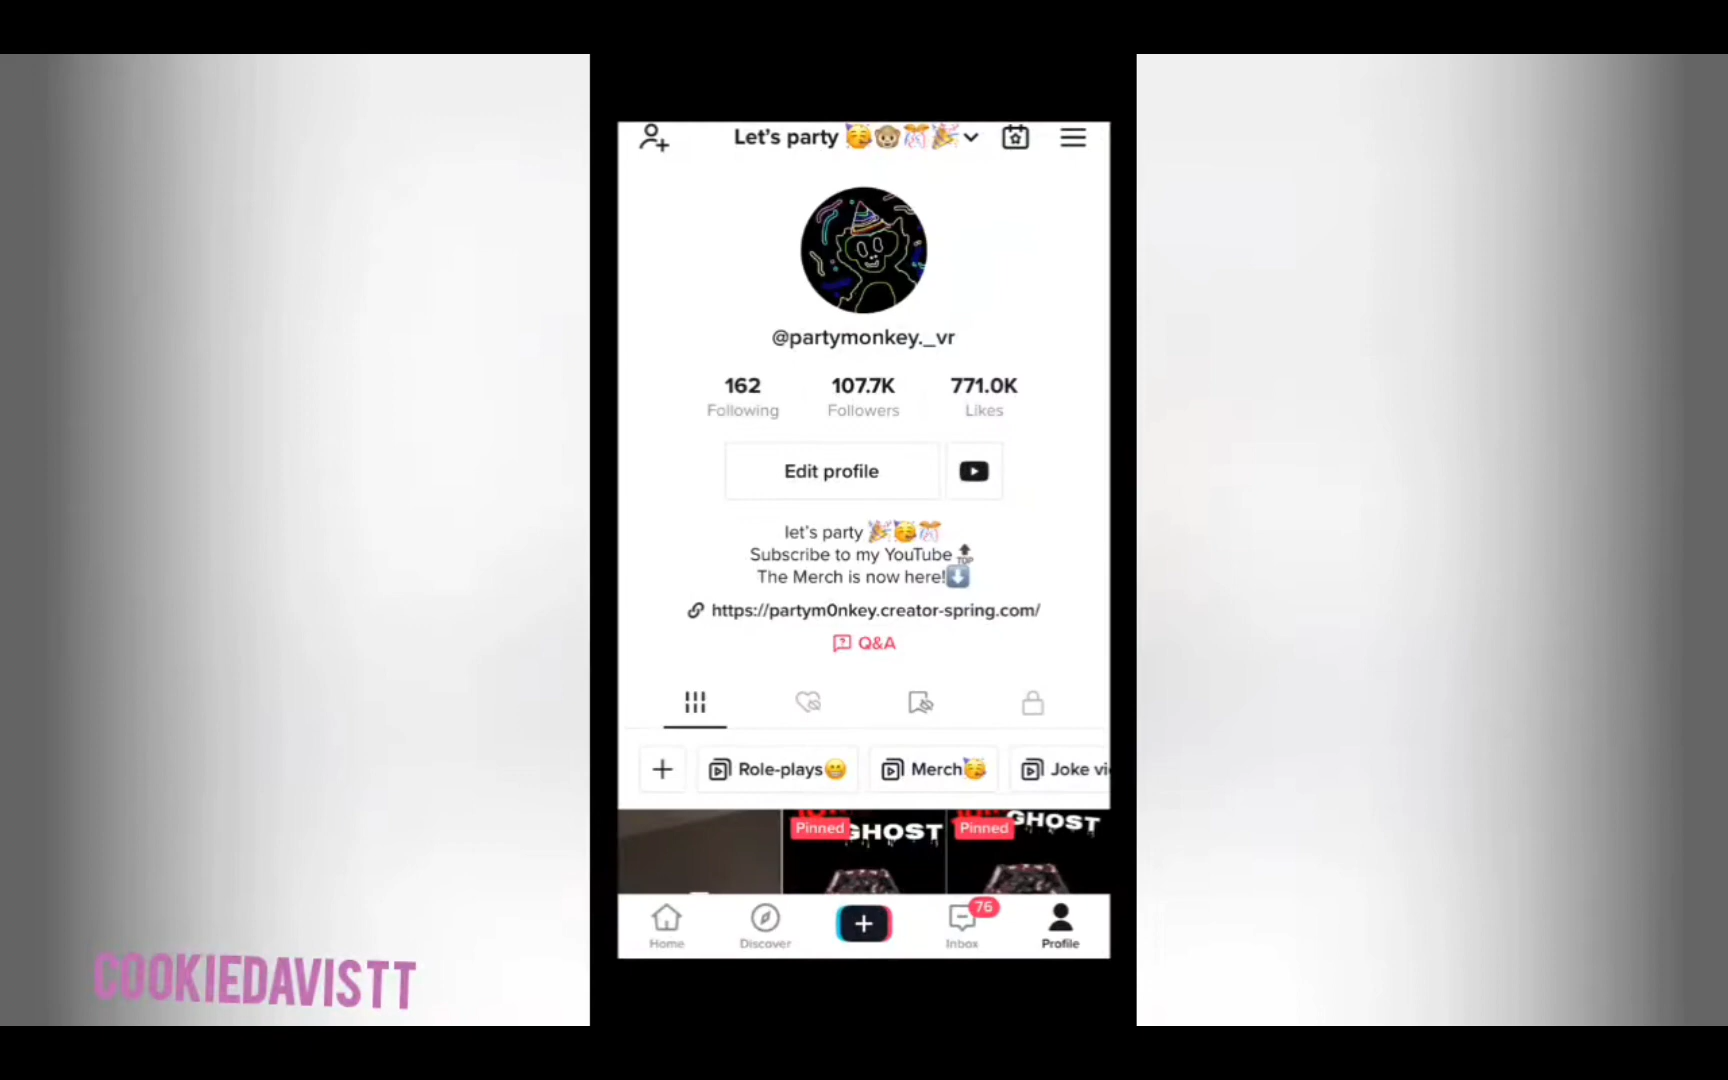 Let's party 🥳🐵🎊🎉
@partymonkey._vr
162 107.7K 771.0K
Following Followers Likes
Edit profile
let's party 🎉🥳🎊
Subscribe to my YouTube 🔝
The Merch is now here!⬇️
https://partym0nkey.creator-spring.com/
Q&A
Role-plays😁 Merch🥳 Joke vi
Pinned GHOST Pinned GHOST
76
Home Discover Inbox Profile
COOKIEDAVISTT